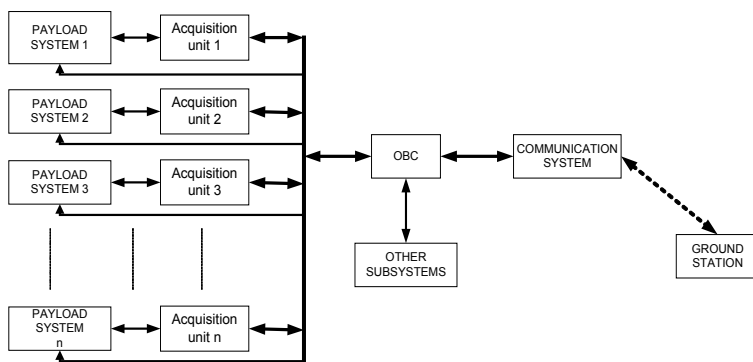 PAYLOAD
SYSTEM 1
Acquisition
unit 1
PAYLOAD
SYSTEM 2
Acquisition
unit 2
PAYLOAD
SYSTEM 3
Acquisition
unit 3
OBC
COMMUNICATION
SYSTEM
OTHER
SUBSYSTEMS
GROUND
STATION
PAYLOAD
SYSTEM
n
Acquisition
unit n